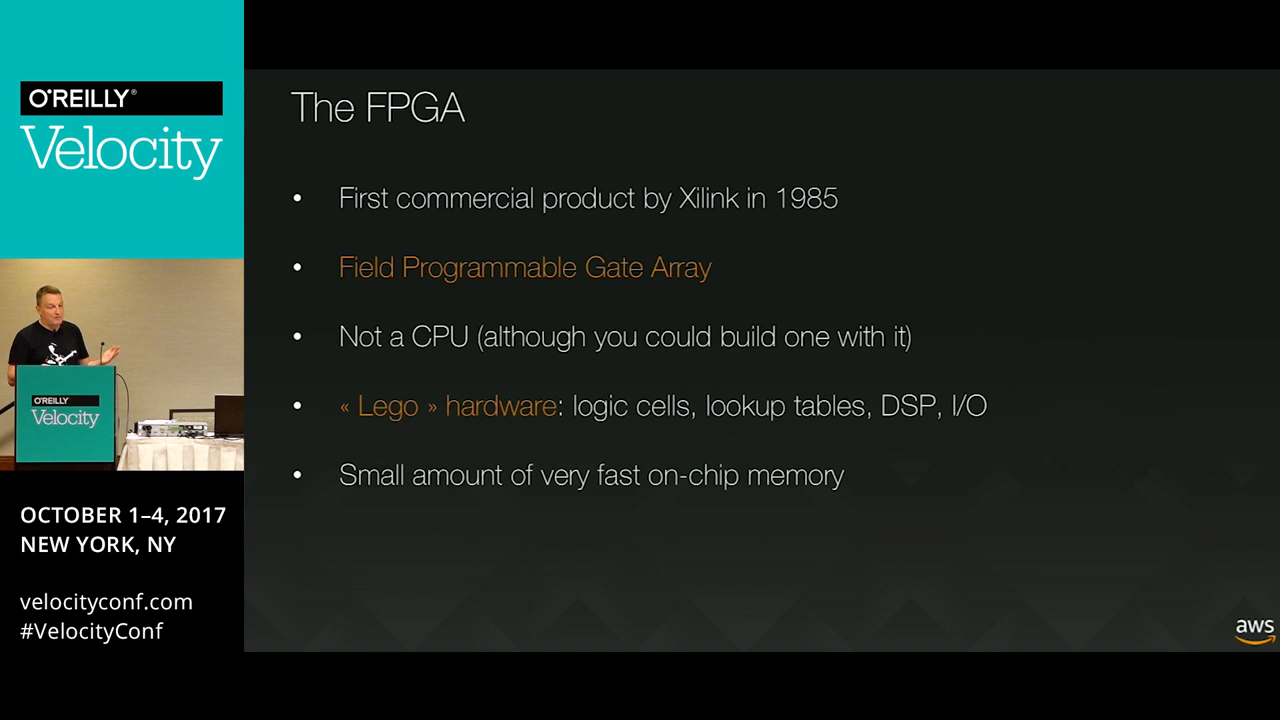 O'REILLY®
Velocity
O'REILLY
Velocity
OCTOBER 1–4, 2017
NEW YORK, NY
velocityconf.com
#VelocityConf
The FPGA
• First commercial product by Xilink in 1985
• Field Programmable Gate Array
• Not a CPU (although you could build one with it)
• « Lego » hardware: logic cells, lookup tables, DSP, I/O
• Small amount of very fast on-chip memory
aws